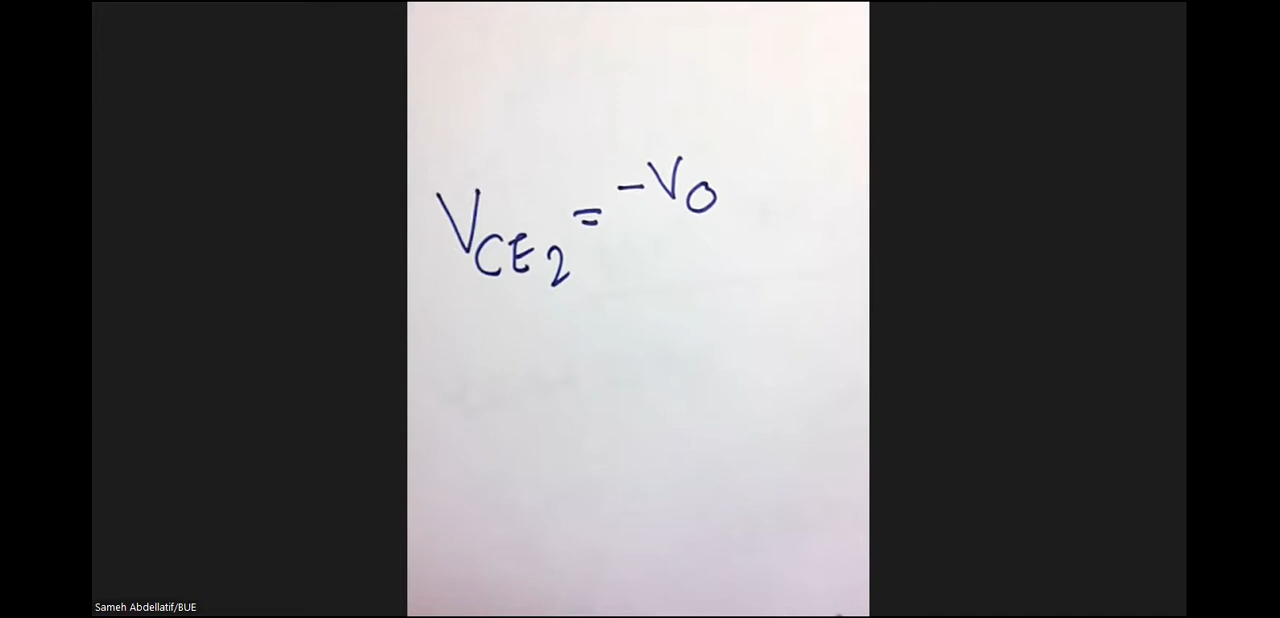 VCE2 = -VO
Sameh Abdellatif/BUE